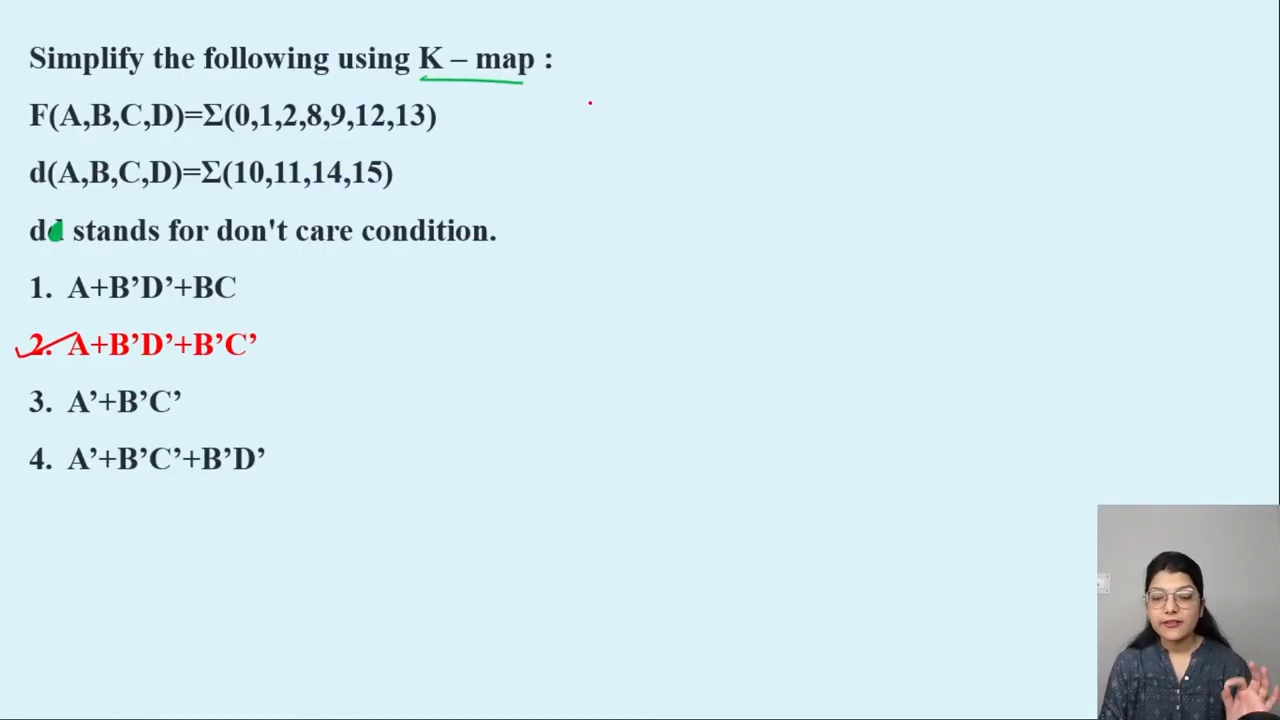 Simplify the following using K – map :
F(A,B,C,D)=Σ(0,1,2,8,9,12,13)
d(A,B,C,D)=Σ(10,11,14,15)
dd stands for don't care condition.
1. A+B’D’+BC
2. A+B’D’+B’C’
3. A’+B’C’
4. A’+B’C’+B’D’